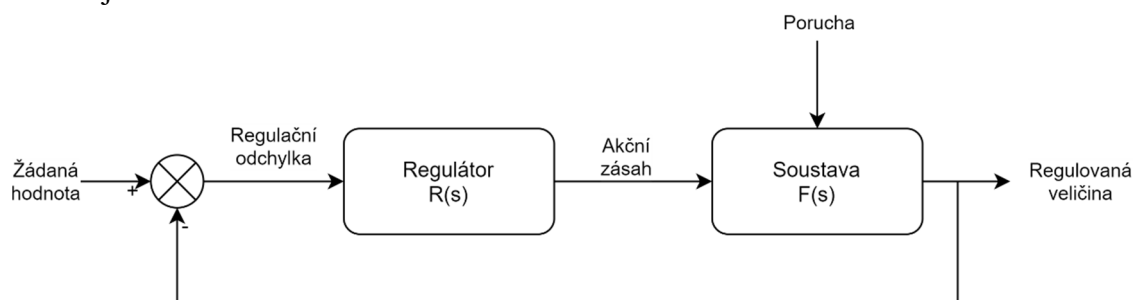 Porucha
Regulační
odchylka
Akční
zásah
Žádaná
hodnota
+
-
Regulátor
R(s)
Soustava
F(s)
Regulovaná
veličina